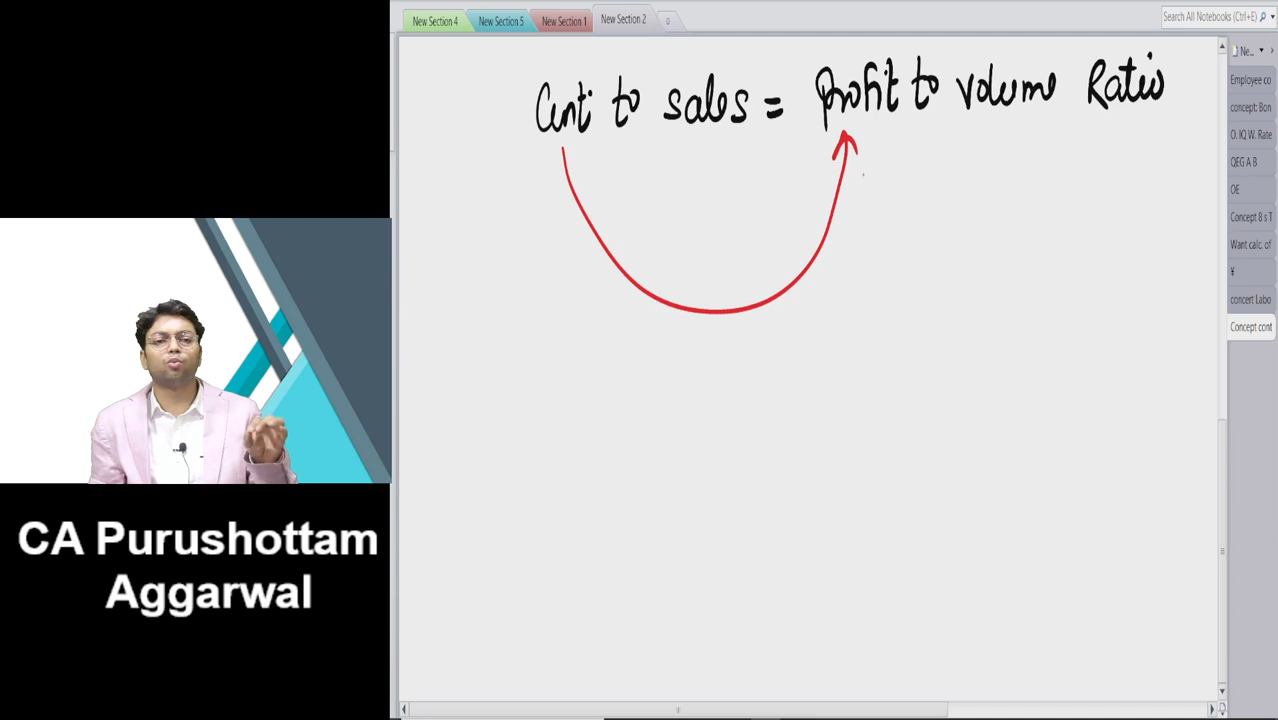 New Section 4
New Section 5
New Section 1
New Section 2
Search All Notebooks (Ctrl+E)
Ne...
Cont: to sales = profit to volume Ratio
Employee co
concept: Bon
O. IQ W. Rate
QEG A B
OE
Concept 8 s T
Want calc. of
¥
concert Labo
Concept cont
CA Purushottam
Aggarwal